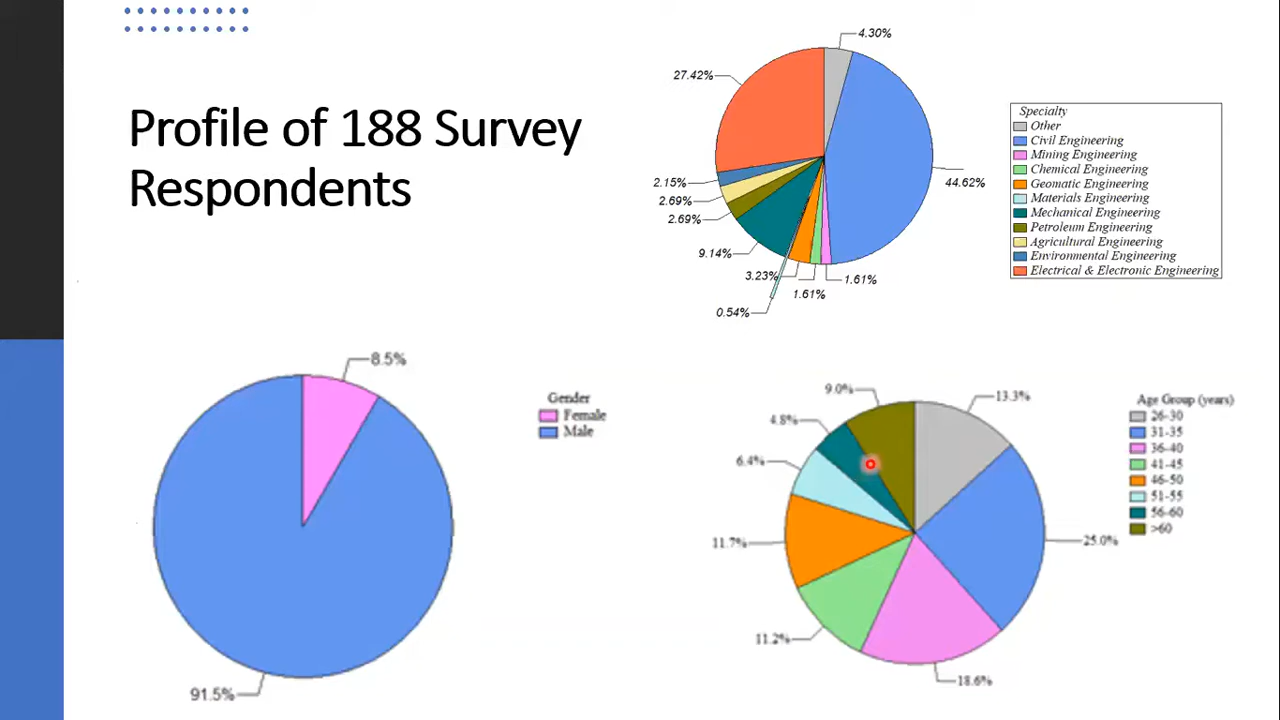 Profile of 188 Survey
Respondents
4.30%
27.42%
44.62%
2.15%
2.69%
2.69%
9.14%
3.23%
1.61%
1.61%
0.54%
Specialty
Other
Civil Engineering
Mining Engineering
Chemical Engineering
Geomatic Engineering
Materials Engineering
Mechanical Engineering
Petroleum Engineering
Agricultural Engineering
Environmental Engineering
Electrical & Electronic Engineering
8.5%
91.5%
Gender
Female
Male
9.0%
13.3%
4.8%
6.4%
11.7%
25.0%
11.2%
18.6%
Age Group (years)
26-30
31-35
36-40
41-45
46-50
51-55
56-60
>60